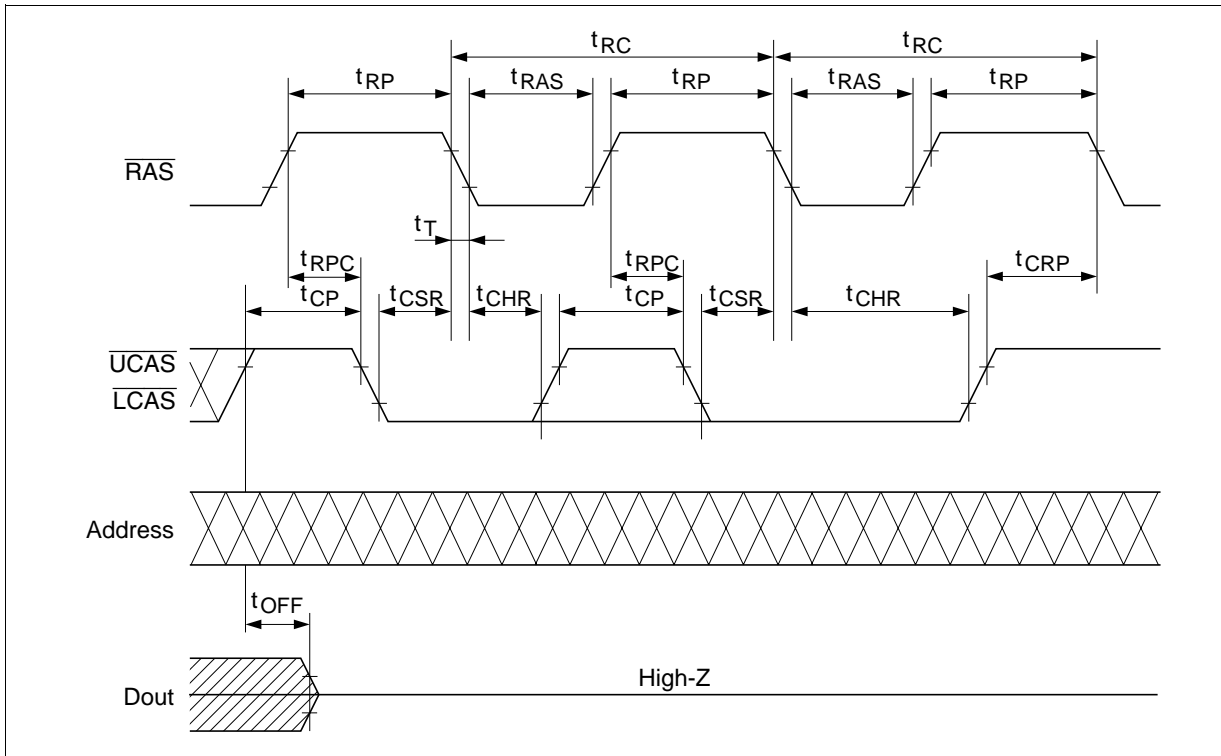 tRC tRC
tRP tRAS tRP tRAS tRP
RAS
tT
tRPC tRPC tCRP
tCP tCSR tCHR tCP tCSR tCHR
UCAS
LCAS
Address
tOFF
High-Z
Dout